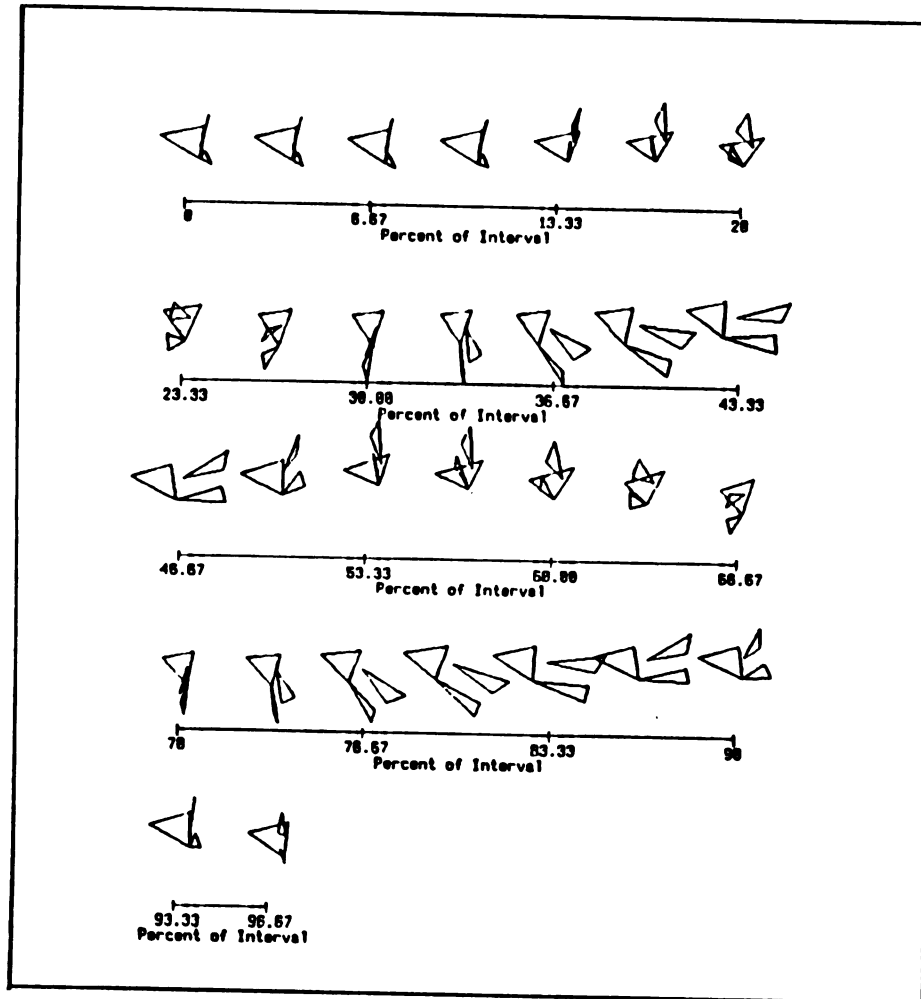 0 6.67 13.33 20
Percent of Interval
23.33 30.00 36.67 43.33
Percent of Interval
46.67 53.33 60.00 66.67
Percent of Interval
70 76.67 83.33 90
Percent of Interval
93.33 96.67
Percent of Interval